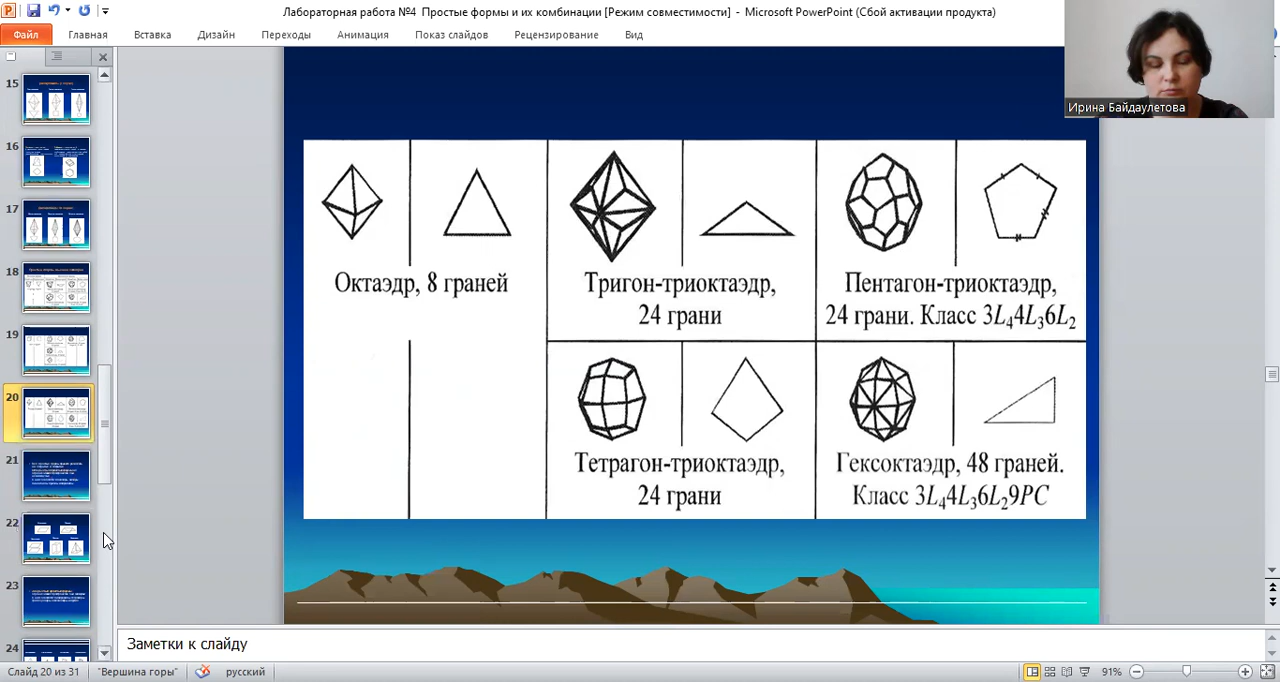 Лабораторная работа №4 Простые формы и их комбинации [Режим совместимости] - Microsoft PowerPoint (Сбой активации продукта)
Файл Главная Вставка Дизайн Переходы Анимация Показ слайдов Рецензирование Вид
Ирина Байдаулетова
15
16
17
18
19
20
21
22
23
24
Октаэдр, 8 граней
Тригон-триоктаэдр,
24 грани
Пентагон-триоктаэдр,
24 грани. Класс 3L₄4L₃6L₂
Тетрагон-триоктаэдр,
24 грани
Гексоктаэдр, 48 граней.
Класс 3L₄4L₃6L₂9PC
Заметки к слайду
Слайд 20 из 31 "Вершина горы" русский 91%